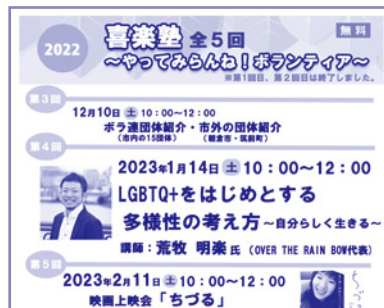 2022
喜楽塾 全5回
無料
～やってみらんね！ボランティア～
※第1回目、第2回目は終了しました。
第3回
12月10日 土 10：00～12：00
ボラ連団体紹介・市外の団体紹介
（市内の15団体） （朝倉市・筑前町）
第4回
2023年1月14日 土 10：00～12：00
LGBTQ+をはじめとする
多様性の考え方～自分らしく生きる～
講師：荒牧 明楽 氏（OVER THE RAIN BOW代表）
第5回
2023年2月11日 土 10：00～12：00
映画上映会「ちづる」
ちづる